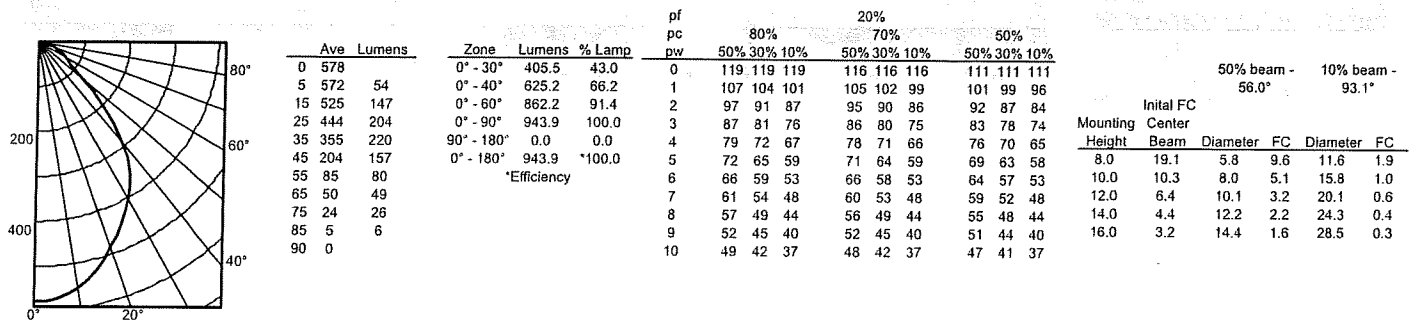 200
400
0° 20°
40°
60°
80°
Ave Lumens
0 578
5 572 54
15 525 147
25 444 204
35 355 220
45 204 157
55 85 80
65 50 49
75 24 26
85 5 6
90 0
Zone Lumens % Lamp
0° - 30° 405.5 43.0
0° - 40° 625.2 66.2
0° - 60° 862.2 91.4
0° - 90° 943.9 100.0
90° - 180° 0.0 0.0
0° - 180° 943.9 *100.0
*Efficiency
pf 20%
pc 80% 70% 50%
pw 50% 30% 10% 50% 30% 10% 50% 30% 10%
0 119 119 119 116 116 116 111 111 111
1 107 104 101 105 102 99 101 99 96
2 97 91 87 95 90 86 92 87 84
3 87 81 76 86 80 75 83 78 74
4 79 72 67 78 71 66 76 70 65
5 72 65 59 71 64 59 69 63 58
6 66 59 53 66 58 53 64 57 53
7 61 54 48 60 53 48 59 52 48
8 57 49 44 56 49 44 55 48 44
9 52 45 40 52 45 40 51 44 40
10 49 42 37 48 42 37 47 41 37
50% beam - 10% beam -
56.0° 93.1°
Inital FC
Mounting Center
Height Beam Diameter FC Diameter FC
8.0 19.1 5.8 9.6 11.6 1.9
10.0 10.3 8.0 5.1 15.8 1.0
12.0 6.4 10.1 3.2 20.1 0.6
14.0 4.4 12.2 2.2 24.3 0.4
16.0 3.2 14.4 1.6 28.5 0.3